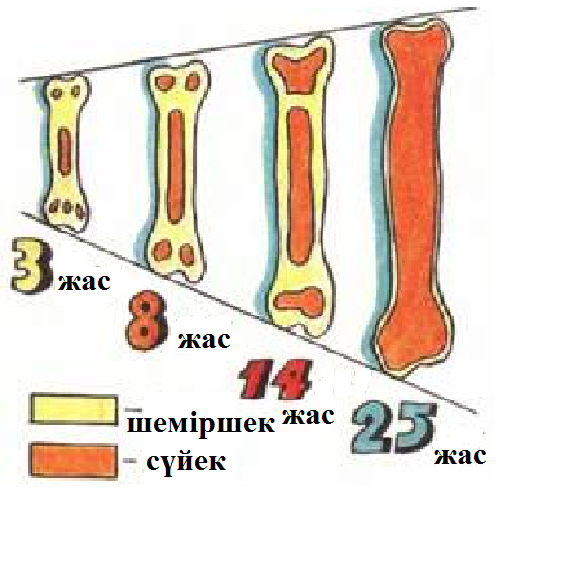 3 жас
8 жас
14 жас
25 жас
– шеміршек
– сүйек